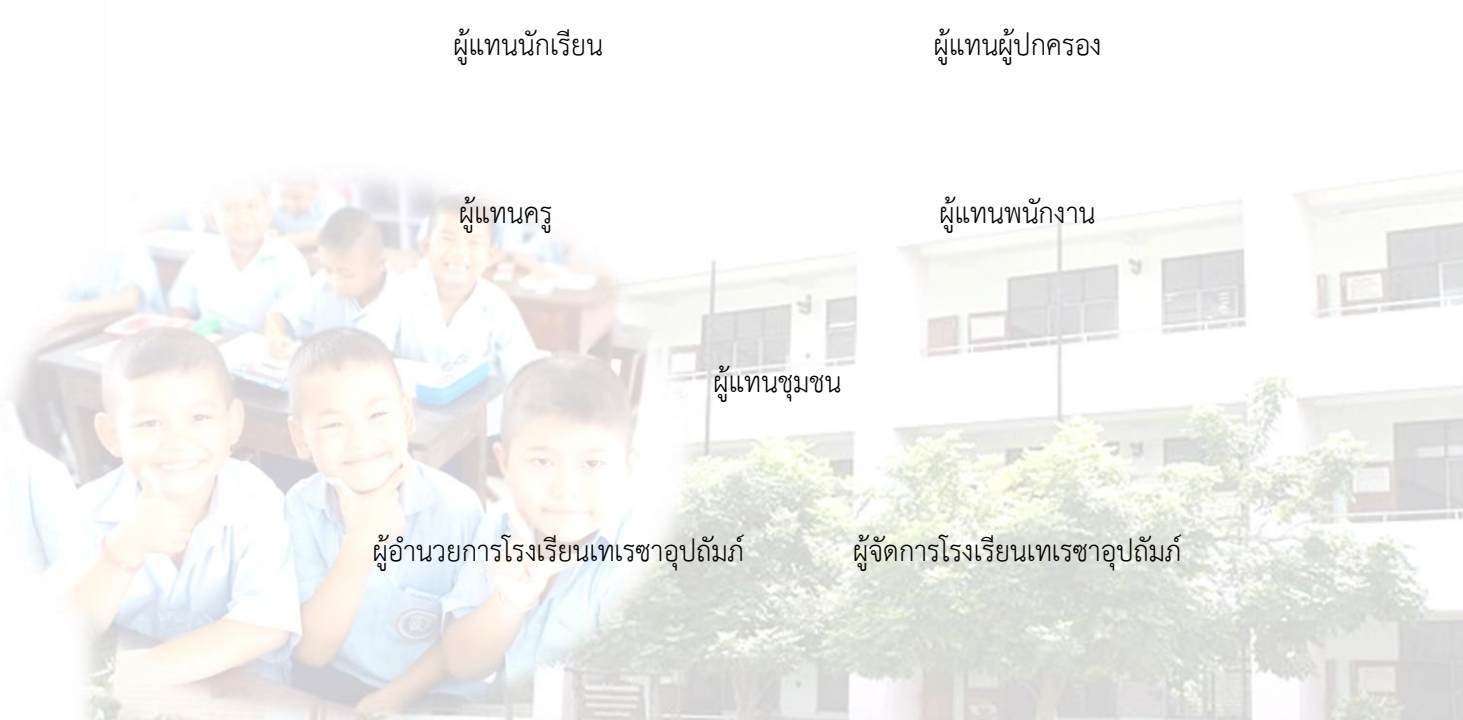 ผู้แทนนักเรียน ผู้แทนผู้ปกครอง
ผู้แทนครู ผู้แทนพนักงาน
ผู้แทนชุมชน
ผู้อำนวยการโรงเรียนเทเรซาอุปถัมภ์ ผู้จัดการโรงเรียนเทเรซาอุปถัมภ์